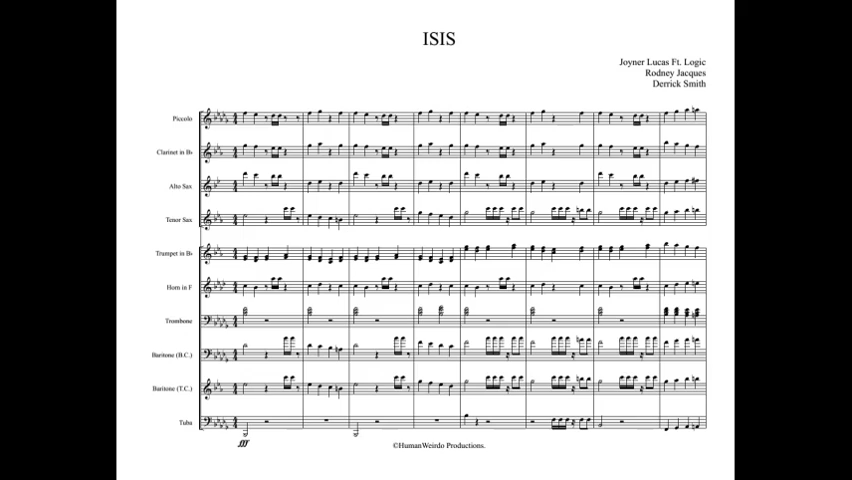 ISIS
Joyner Lucas Ft. Logic
Rodney Jacques
Derrick Smith
Piccolo
Clarinet in B♭
Alto Sax
Tenor Sax
Trumpet in B♭
Horn in F
Trombone
Baritone (B.C.)
Baritone (T.C.)
Tuba
fff
©HumanWeirdo Productions.